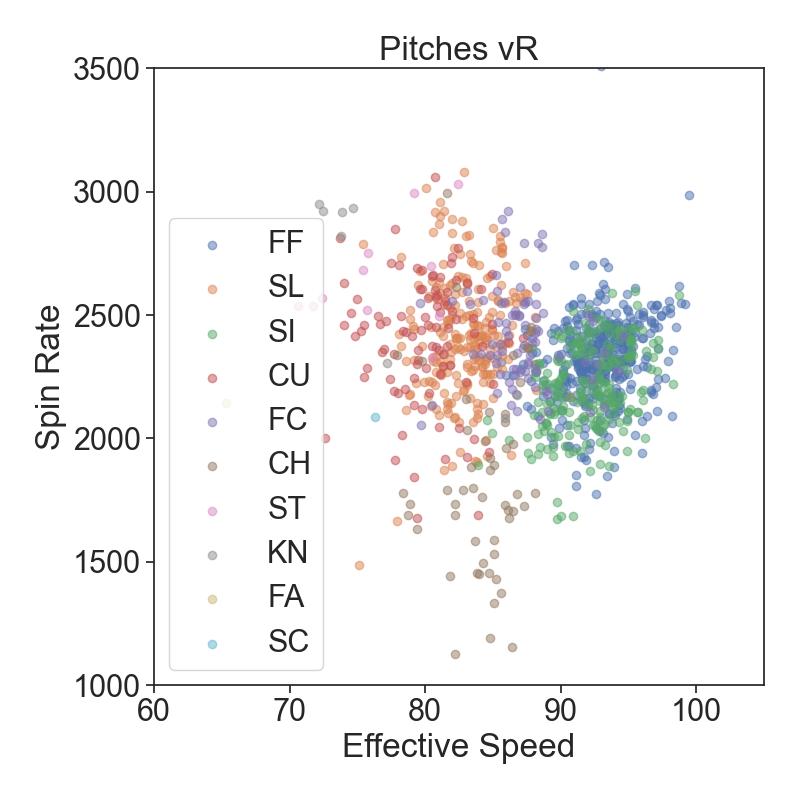 Pitches vR
3500
3000
2500
2000
1500
1000
Spin Rate
FF
SL
SI
CU
FC
CH
ST
KN
FA
SC
60 70 80 90 100
Effective Speed